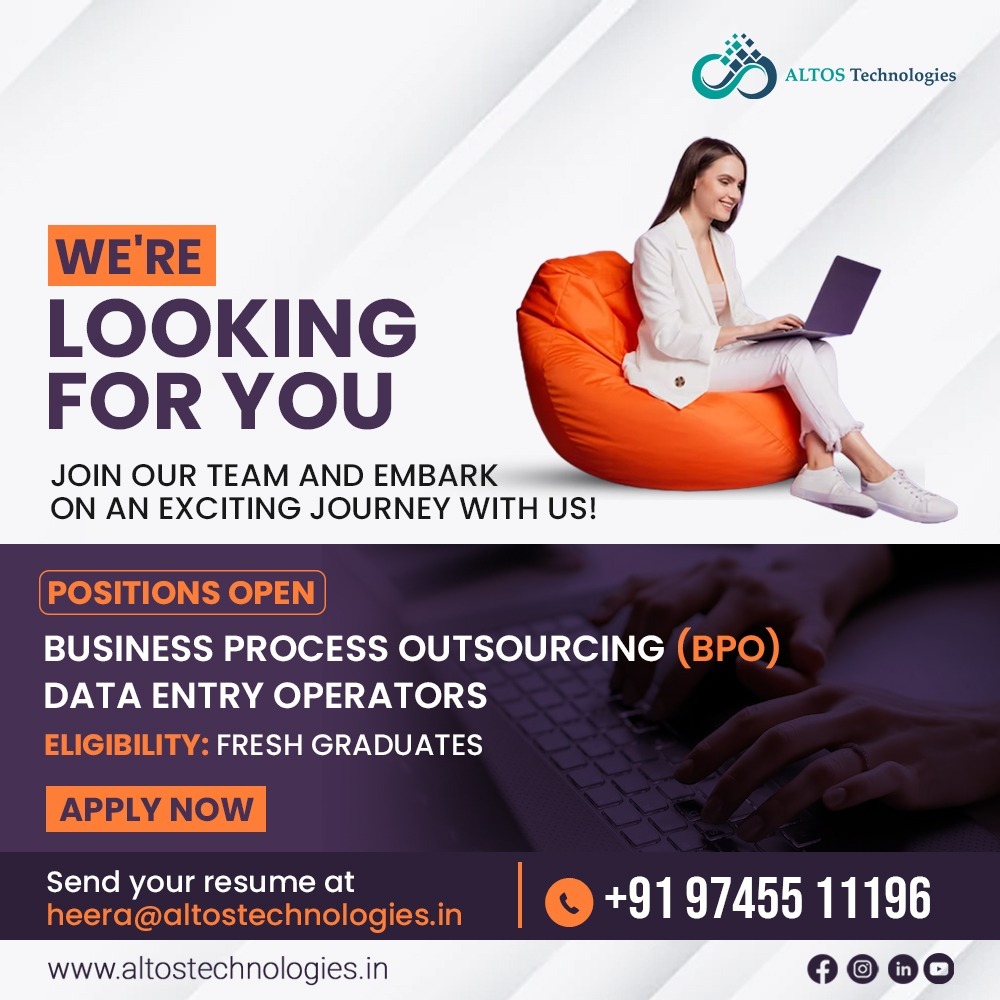 ALTOS Technologies
WE'RE
LOOKING
FOR YOU
JOIN OUR TEAM AND EMBARK
ON AN EXCITING JOURNEY WITH US!
POSITIONS OPEN
BUSINESS PROCESS OUTSOURCING (BPO)
DATA ENTRY OPERATORS
ELIGIBILITY: FRESH GRADUATES
APPLY NOW
Send your resume at
heera@altostechnologies.in
+91 97455 11196
www.altostechnologies.in